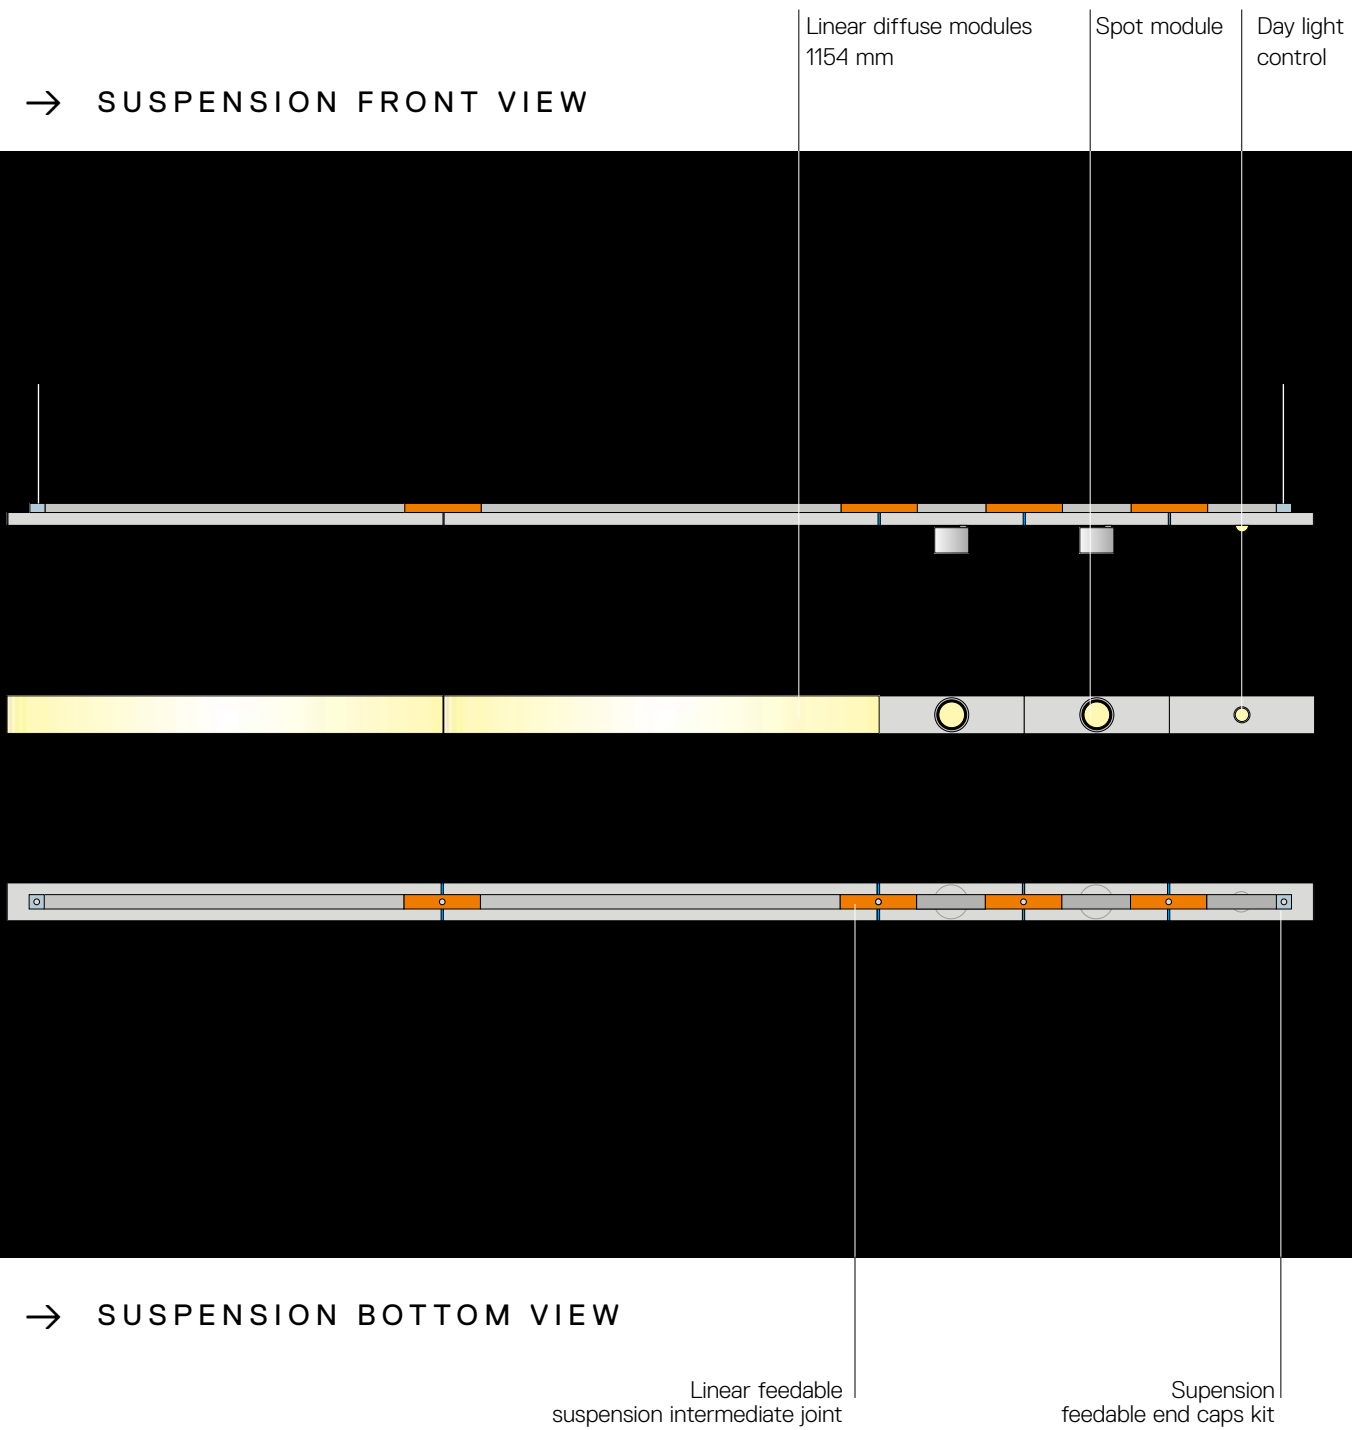 Linear diffuse modules
1154 mm
Spot module
Day light
control
→ SUSPENSION FRONT VIEW
→ SUSPENSION BOTTOM VIEW
Linear feedable
suspension intermediate joint
Supension
feedable end caps kit